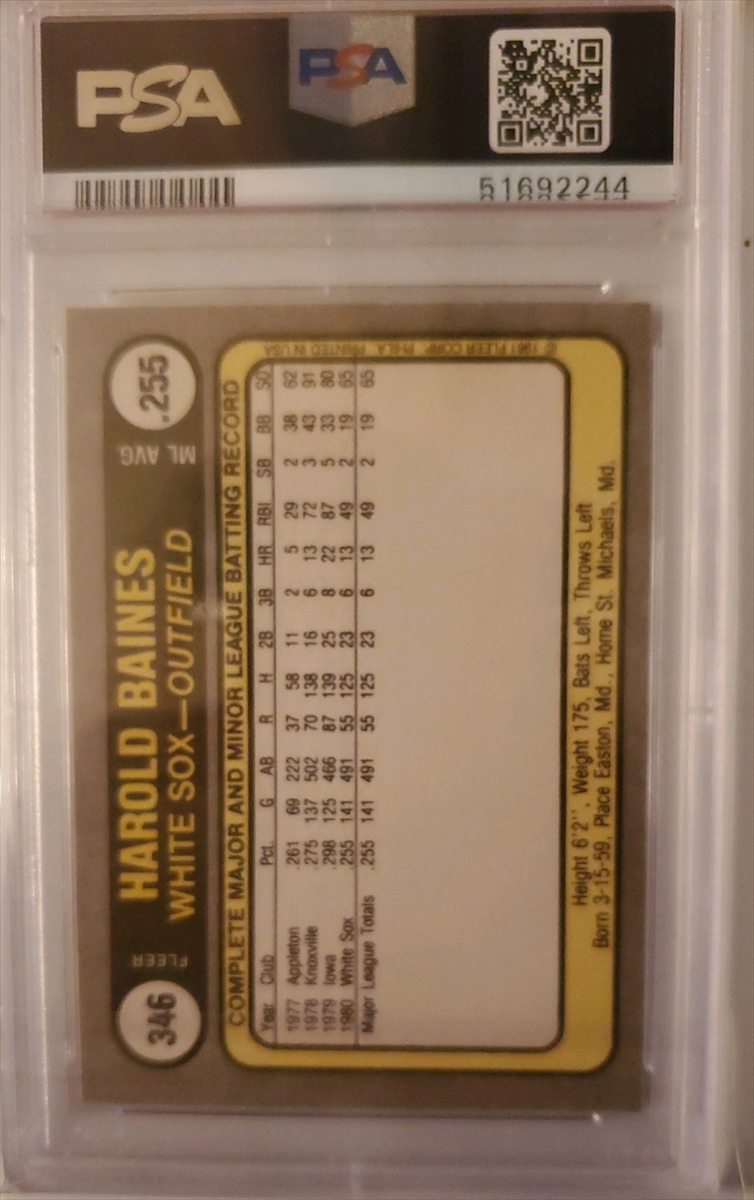 PSA
PSA
51692244
346
FLEER
HAROLD BAINES
WHITE SOX—OUTFIELD
ML AVG.
.255
COMPLETE MAJOR AND MINOR LEAGUE BATTING RECORD
Year Club Pct. G AB R H 2B 3B HR RBI SB BB SO
1977 Appleton .261 69 222 37 58 11 2 5 29 2 38 62
1978 Knoxville .275 137 502 70 138 16 6 13 72 3 43 91
1979 Iowa .298 125 466 87 139 25 8 22 87 5 33 80
1980 White Sox .255 141 491 55 125 23 6 13 49 2 19 65
Major League Totals .255 141 491 55 125 23 6 13 49 2 19 65
Height 6'2'', Weight 175, Bats Left, Throws Left
Born 3-15-59, Place Easton, Md., Home St. Michaels, Md.
© 1981 FLEER CORP. PHILA. PRINTED IN USA